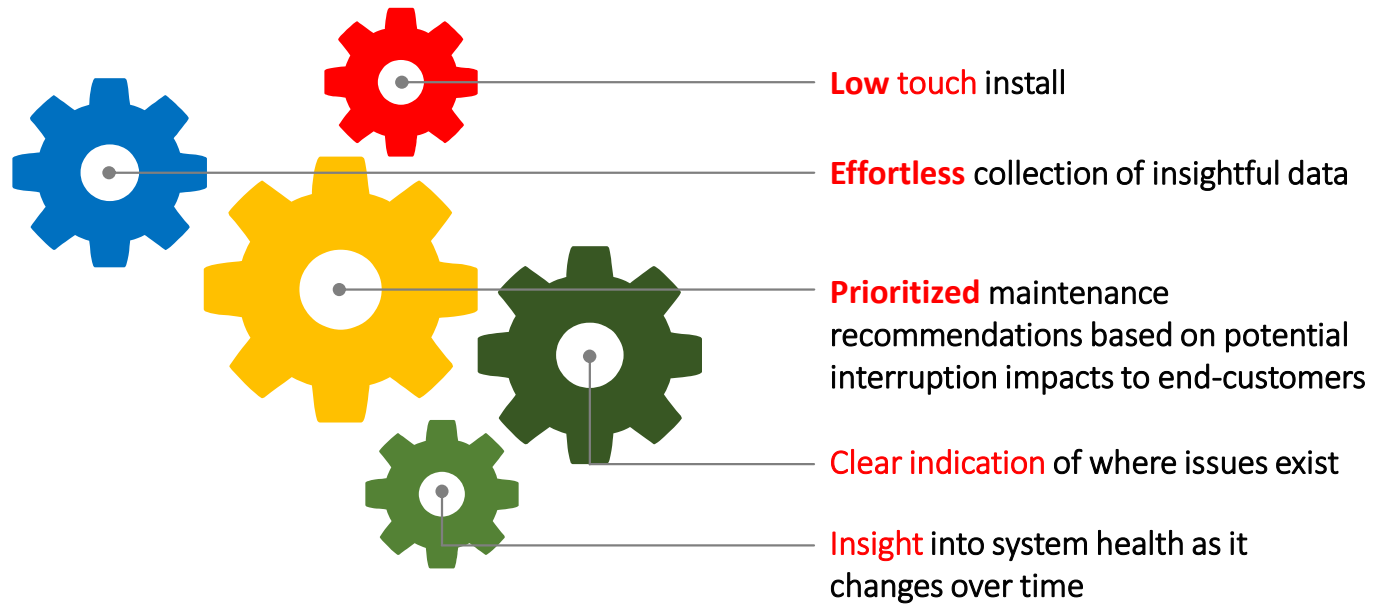 Low touch install
Effortless collection of insightful data
Prioritized maintenance
recommendations based on potential
interruption impacts to end-customers
Clear indication of where issues exist
Insight into system health as it
changes over time